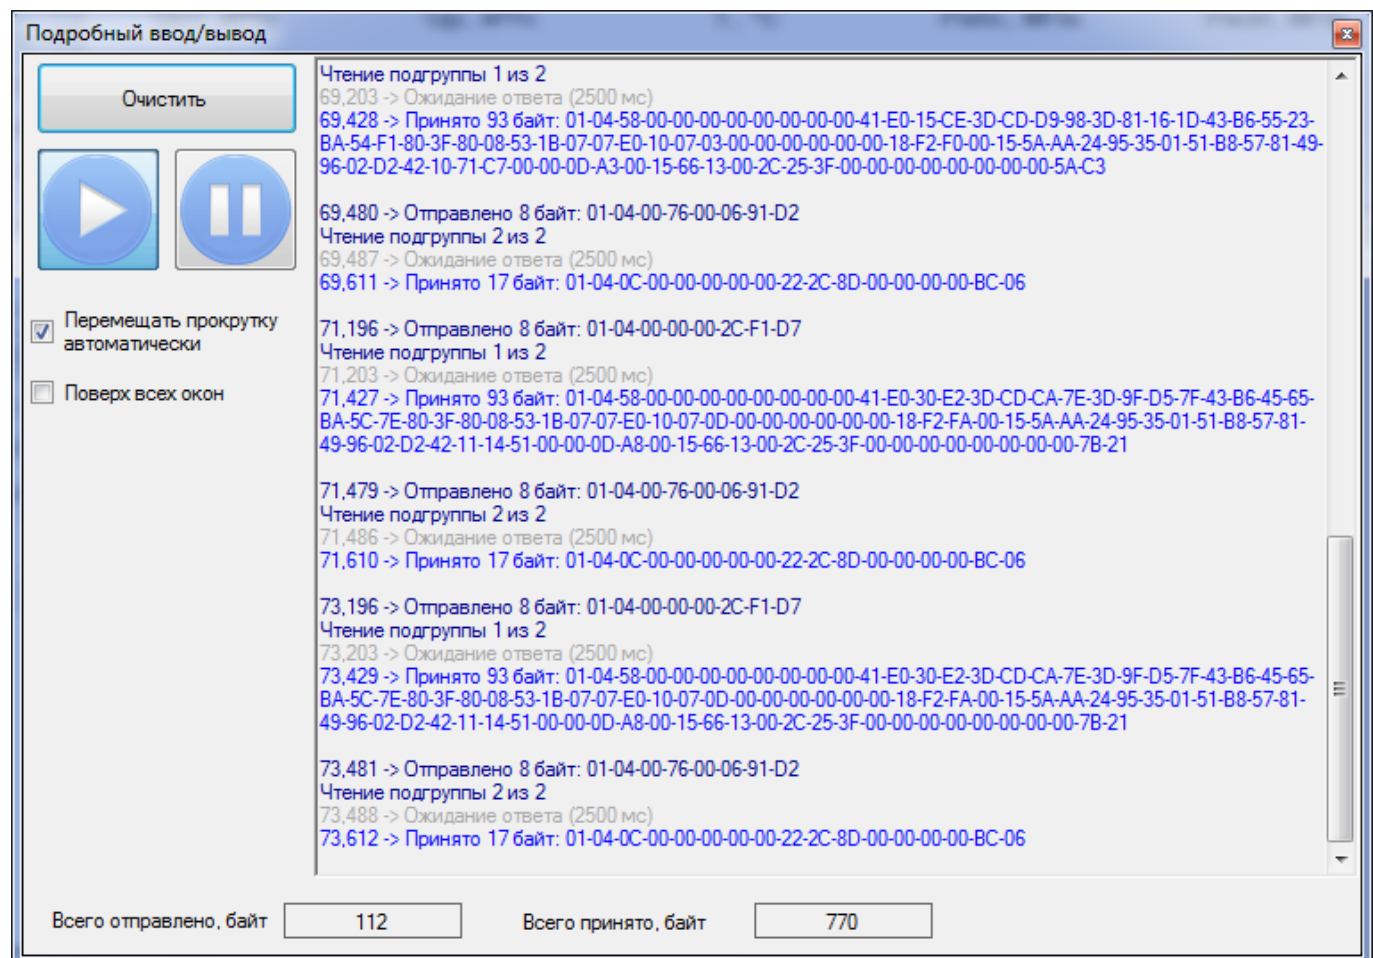 Подробный ввод/вывод
Очистить
Перемещать прокрутку
автоматически
Поверх всех окон
Чтение подгруппы 1 из 2
69,203 -> Ожидание ответа (2500 мс)
69,428 -> Принято 93 байт: 01-04-58-00-00-00-00-00-00-00-00-41-E0-15-CE-3D-CD-D9-98-3D-81-16-1D-43-B6-55-23-
BA-54-F1-80-3F-80-08-53-1B-07-07-E0-10-07-03-00-00-00-00-00-00-18-F2-F0-00-15-5A-AA-24-95-35-01-51-B8-57-81-49-
96-02-D2-42-10-71-C7-00-00-0D-A3-00-15-66-13-00-2C-25-3F-00-00-00-00-00-00-00-00-5A-C3
69,480 -> Отправлено 8 байт: 01-04-00-76-00-06-91-D2
Чтение подгруппы 2 из 2
69,487 -> Ожидание ответа (2500 мс)
69,611 -> Принято 17 байт: 01-04-0C-00-00-00-00-00-22-2C-8D-00-00-00-00-BC-06
71,196 -> Отправлено 8 байт: 01-04-00-00-00-2C-F1-D7
Чтение подгруппы 1 из 2
71,203 -> Ожидание ответа (2500 мс)
71,427 -> Принято 93 байт: 01-04-58-00-00-00-00-00-00-00-00-41-E0-30-E2-3D-CD-CA-7E-3D-9F-D5-7F-43-B6-45-65-
BA-5C-7E-80-3F-80-08-53-1B-07-07-E0-10-07-0D-00-00-00-00-00-00-18-F2-FA-00-15-5A-AA-24-95-35-01-51-B8-57-81-
49-96-02-D2-42-11-14-51-00-00-0D-A8-00-15-66-13-00-2C-25-3F-00-00-00-00-00-00-00-00-7B-21
71,479 -> Отправлено 8 байт: 01-04-00-76-00-06-91-D2
Чтение подгруппы 2 из 2
71,486 -> Ожидание ответа (2500 мс)
71,610 -> Принято 17 байт: 01-04-0C-00-00-00-00-00-22-2C-8D-00-00-00-00-BC-06
73,196 -> Отправлено 8 байт: 01-04-00-00-00-2C-F1-D7
Чтение подгруппы 1 из 2
73,203 -> Ожидание ответа (2500 мс)
73,429 -> Принято 93 байт: 01-04-58-00-00-00-00-00-00-00-00-41-E0-30-E2-3D-CD-CA-7E-3D-9F-D5-7F-43-B6-45-65-
BA-5C-7E-80-3F-80-08-53-1B-07-07-E0-10-07-0D-00-00-00-00-00-00-18-F2-FA-00-15-5A-AA-24-95-35-01-51-B8-57-81-
49-96-02-D2-42-11-14-51-00-00-0D-A8-00-15-66-13-00-2C-25-3F-00-00-00-00-00-00-00-00-7B-21
73,481 -> Отправлено 8 байт: 01-04-00-76-00-06-91-D2
Чтение подгруппы 2 из 2
73,488 -> Ожидание ответа (2500 мс)
73,612 -> Принято 17 байт: 01-04-0C-00-00-00-00-00-22-2C-8D-00-00-00-00-BC-06
Всего отправлено, байт 112 Всего принято, байт 770